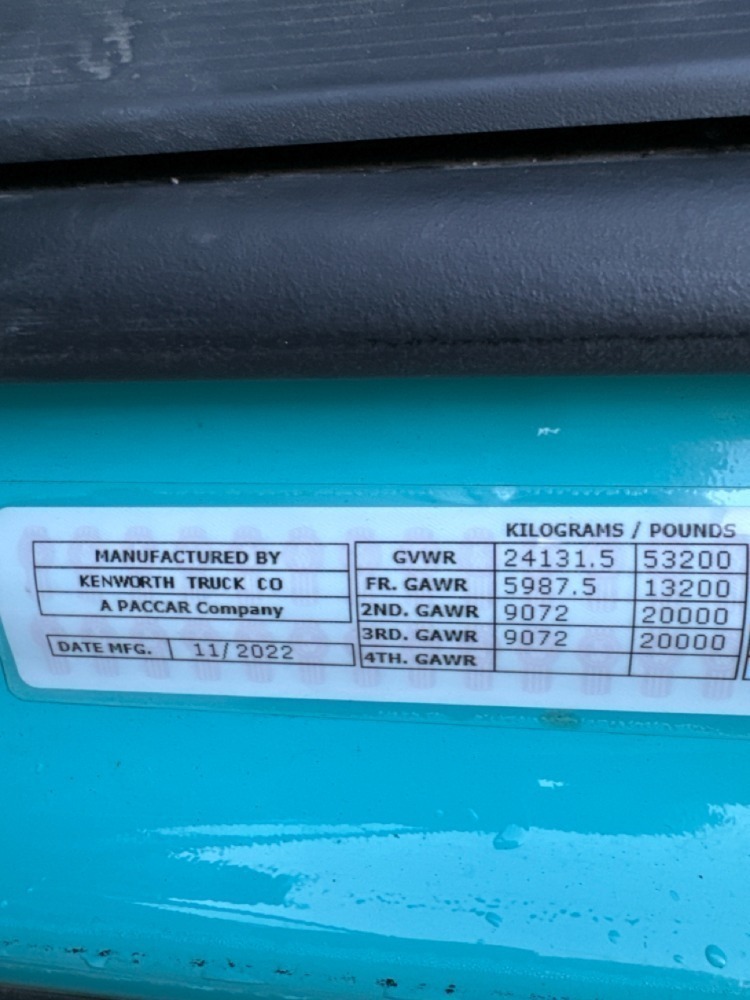 KILOGRAMS / POUNDS
MANUFACTURED BY
KENWORTH TRUCK CO
A PACCAR Company
DATE MFG. 11/2022
GVWR 24131.5 53200
FR. GAWR 5987.5 13200
2ND. GAWR 9072 20000
3RD. GAWR 9072 20000
4TH. GAWR